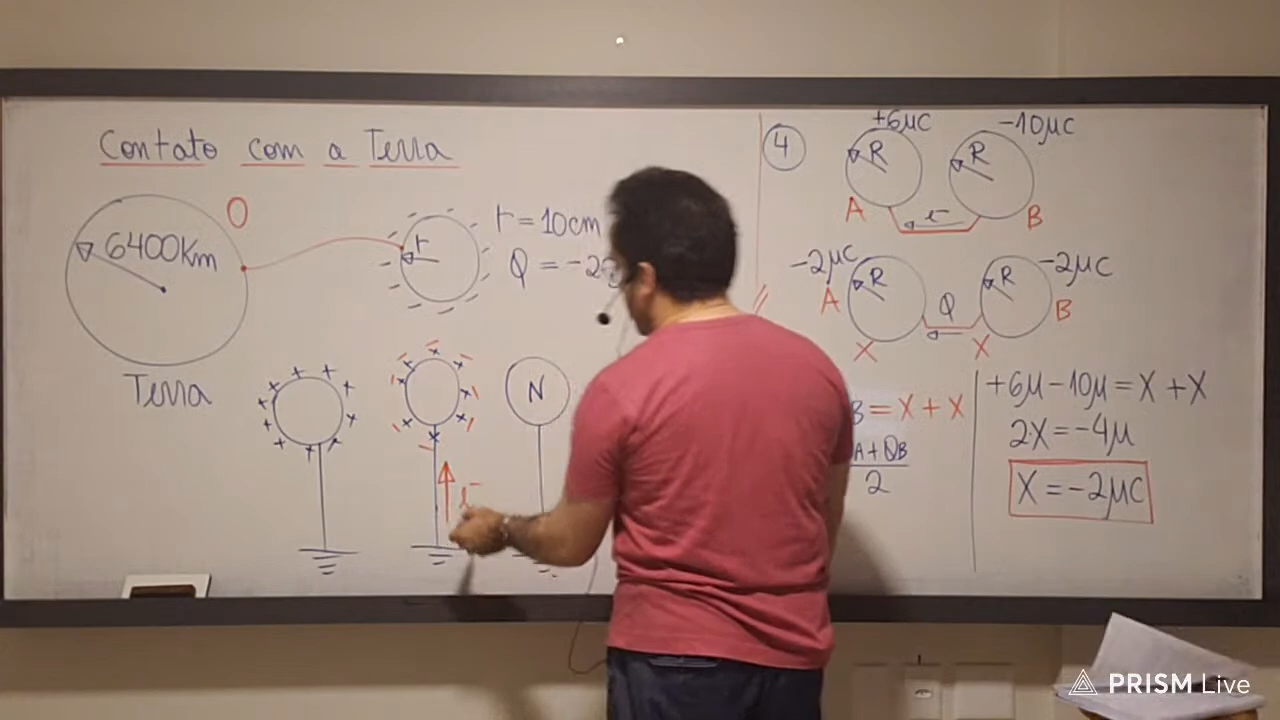 Contato com a Terra
6400Km
0
r
r = 10cm
Q = -2
Terra
N
e⁻
4
+6μC
-10μC
R
R
A
B
e⁻
-2μC
-2μC
R
R
A
Q
B
X
X
B = X + X
A + QB
2
+6μ - 10μ = X + X
2X = -4μ
X = -2μC
PRISM Live